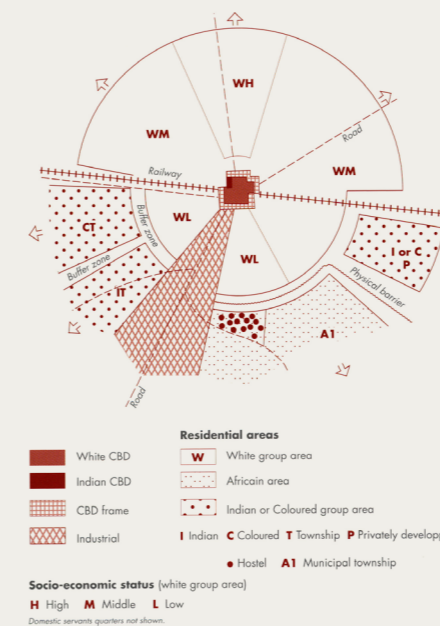 WH
WM
Road
WM
Railway
CT
Buffer zone
WL
I or C
P
Buffer zone
WL
IT
Physical barrier
A1
Road
Residential areas
White CBD
W White group area
Indian CBD
Africain area
CBD frame
Indian or Coloured group area
Industrial
I Indian C Coloured T Township P Privately develop
Hostel A1 Municipal township
Socio-economic status (white group area)
H High M Middle L Low
Domestic servants quarters not shown.